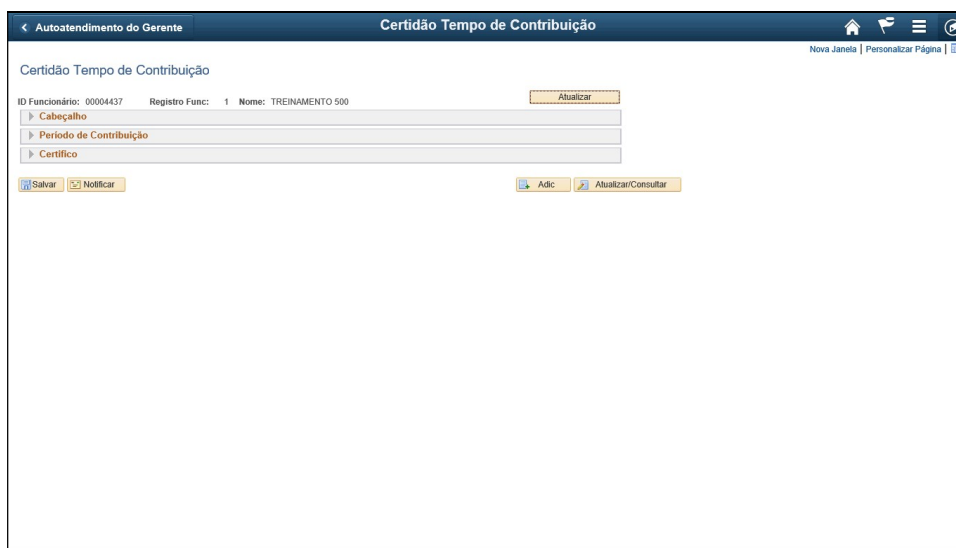 Autoatendimento do Gerente Certidão Tempo de Contribuição
Nova Janela | Personalizar Página |
Certidão Tempo de Contribuição
ID Funcionário: 00004437 Registro Func: 1 Nome: TREINAMENTO 500 Atualizar
Cabeçalho
Período de Contribuição
Certifico
Salvar Notificar Adic Atualizar/Consultar